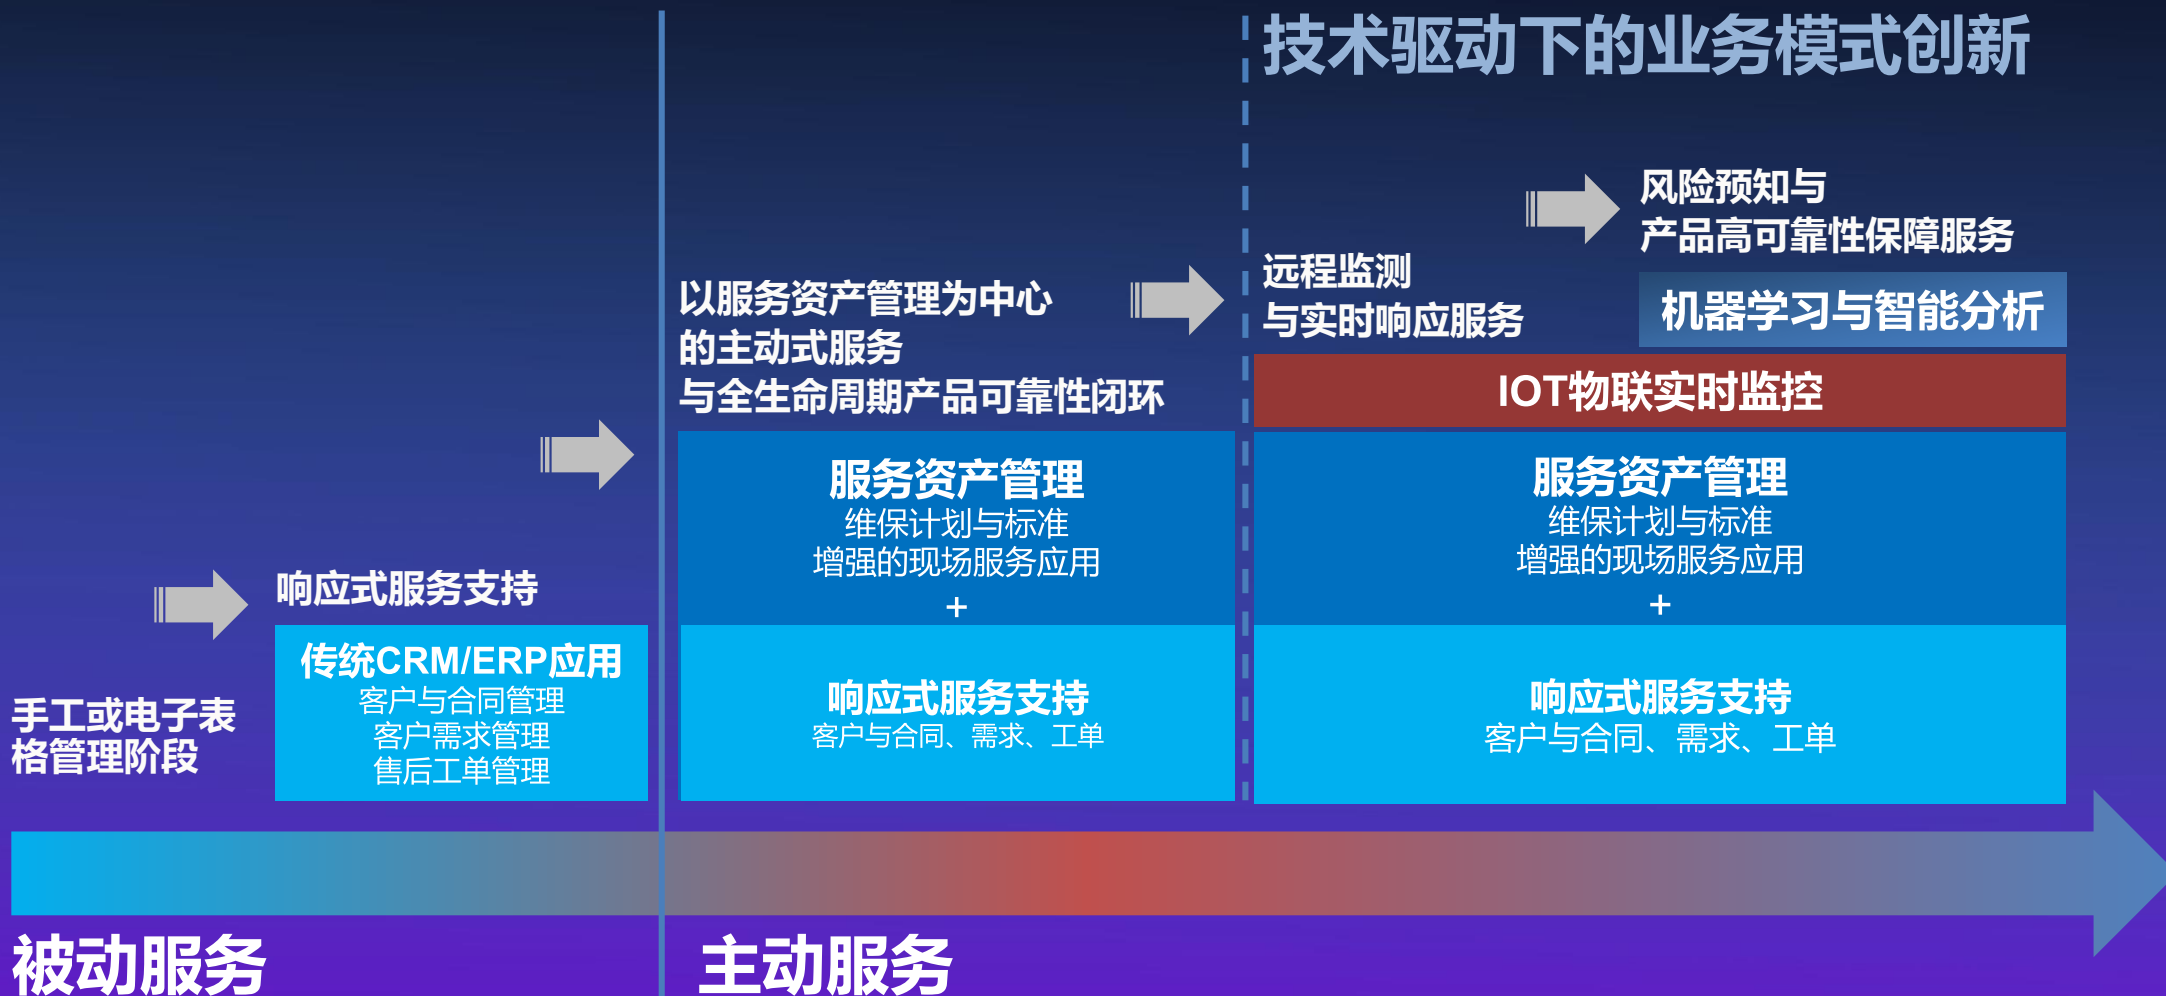 技术驱动下的业务模式创新
手工或电子表
格管理阶段
响应式服务支持
传统CRM/ERP应用
客户与合同管理
客户需求管理
售后工单管理
以服务资产管理为中心
的主动式服务
与全生命周期产品可靠性闭环
服务资产管理
维保计划与标准
增强的现场服务应用
+
响应式服务支持
客户与合同、需求、工单
远程监测
与实时响应服务
风险预知与
产品高可靠性保障服务
机器学习与智能分析
IOT物联实时监控
服务资产管理
维保计划与标准
增强的现场服务应用
+
响应式服务支持
客户与合同、需求、工单
被动服务
主动服务